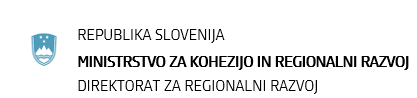 REPUBLIKA SLOVENIJA
MINISTRSTVO ZA KOHEZIJO IN REGIONALNI RAZVOJ
DIREKTORAT ZA REGIONALNI RAZVOJ